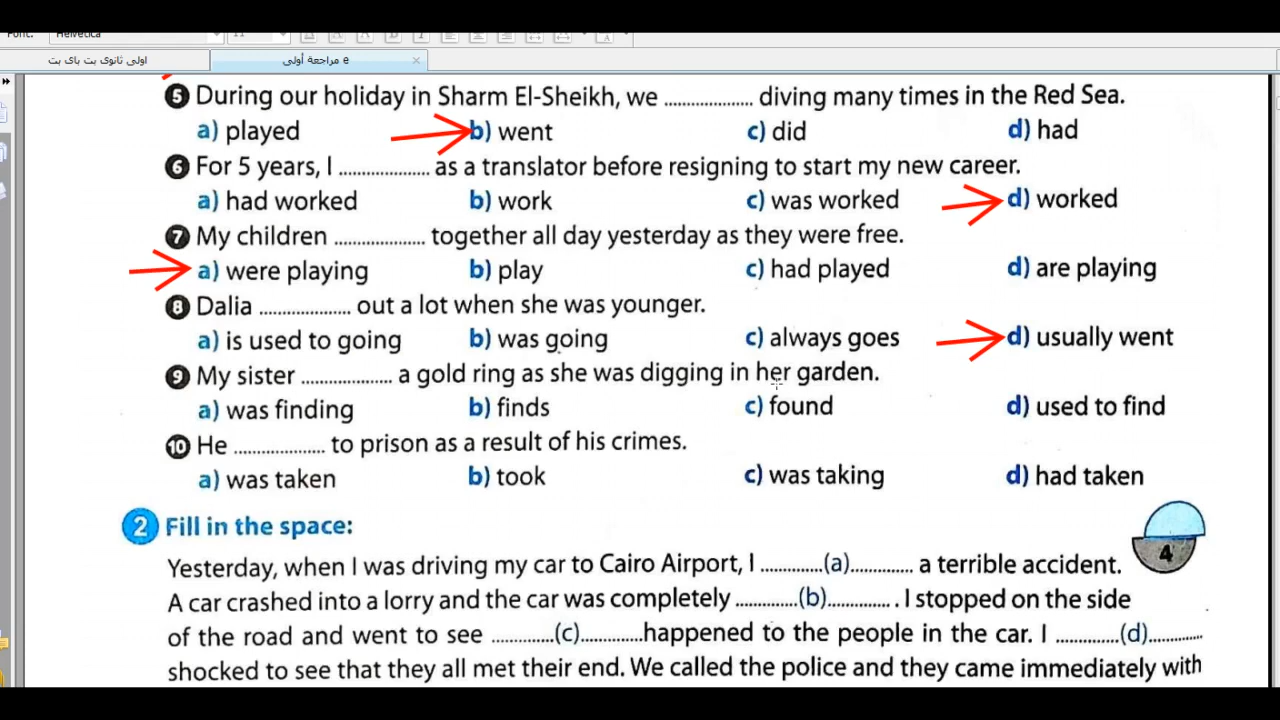 Font: Helvetica 11
اولى ثانوى بت باى بت
مراجعة أولى e
5 During our holiday in Sharm El-Sheikh, we .................. diving many times in the Red Sea.
a) played b) went c) did d) had
6 For 5 years, I ................... as a translator before resigning to start my new career.
a) had worked b) work c) was worked d) worked
7 My children ................... together all day yesterday as they were free.
a) were playing b) play c) had played d) are playing
8 Dalia ................... out a lot when she was younger.
a) is used to going b) was going c) always goes d) usually went
9 My sister ................... a gold ring as she was digging in her garden.
a) was finding b) finds c) found d) used to find
10 He ................... to prison as a result of his crimes.
a) was taken b) took c) was taking d) had taken
2 Fill in the space:
4
Yesterday, when I was driving my car to Cairo Airport, I .............(a)............. a terrible accident.
A car crashed into a lorry and the car was completely .............(b)............. . I stopped on the side
of the road and went to see .............(c).............happened to the people in the car. I .............(d)...........
shocked to see that they all met their end. We called the police and they came immediately with